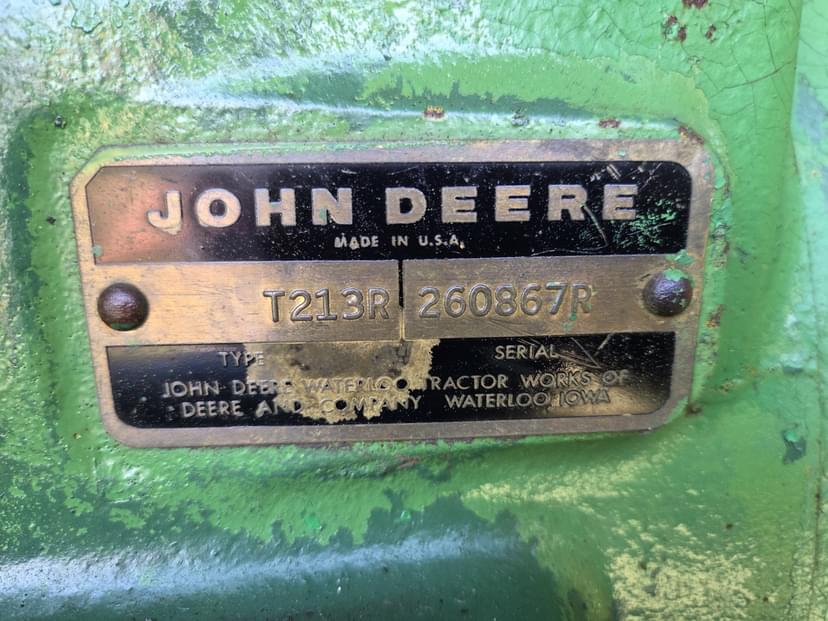 JOHN DEERE
MADE IN U.S.A.
T213R 260867R
TYPE SERIAL
JOHN DEERE WATERLOO TRACTOR WORKS OF
DEERE AND COMPANY WATERLOO IOWA